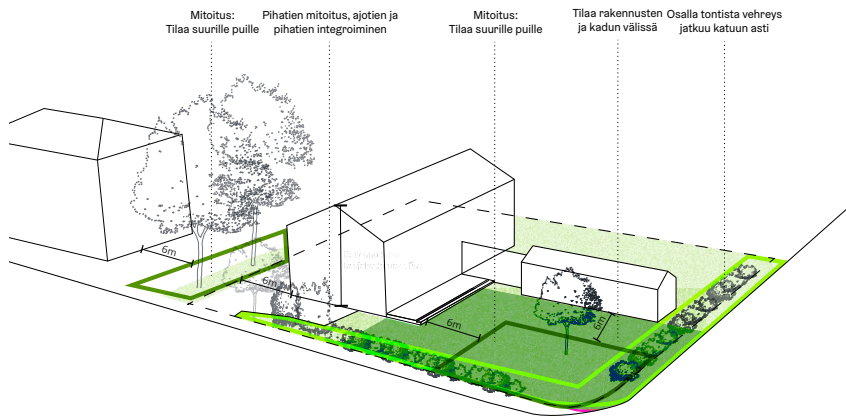 Mitoitus:
Tilaa suurille puille
Pihatien mitoitus, ajotien ja
pihatien integroiminen
Mitoitus:
Tilaa suurille puille
Tilaa rakennusten
ja kadun välissä
Osalla tontista vehreys
jatkuu katuun asti
6m
6m
6m
6m